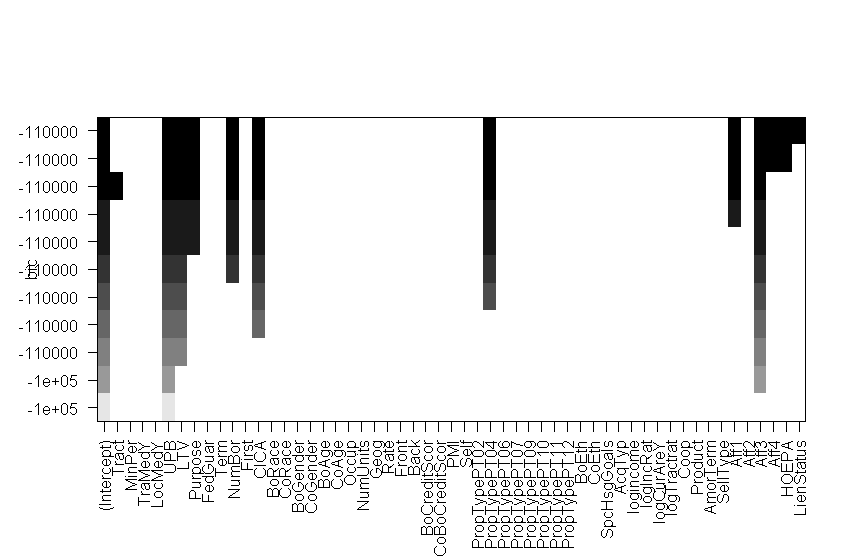 -110000
-110000
-110000
-110000
-110000
-110000
-110000
-110000
-110000
-1e+05
-1e+05
bic
(Intercept)
Tract
MinPer
TraMedY
LocMedY
UPB
LTV
Purpose
FedGuar
Term
NumBor
First
CICA
BoRace
CoRace
BoGender
CoGender
BoAge
CoAge
Occup
NumUnits
Geog
Rate
Front
Back
BoCreditScor
CoBoCreditScor
PMI
Self
PropTypePT02
PropTypePT04
PropTypePT06
PropTypePT07
PropTypePT09
PropTypePT10
PropTypePT11
PropTypePT12
BoEth
CoEth
SpcHsgGoals
AcqTyp
logIncome
logIncRat
logCurAreY
logTractrat
Coop
Product
AmorTerm
SellType
Aff1
Aff2
Aff3
Aff4
HOEPA
LienStatus